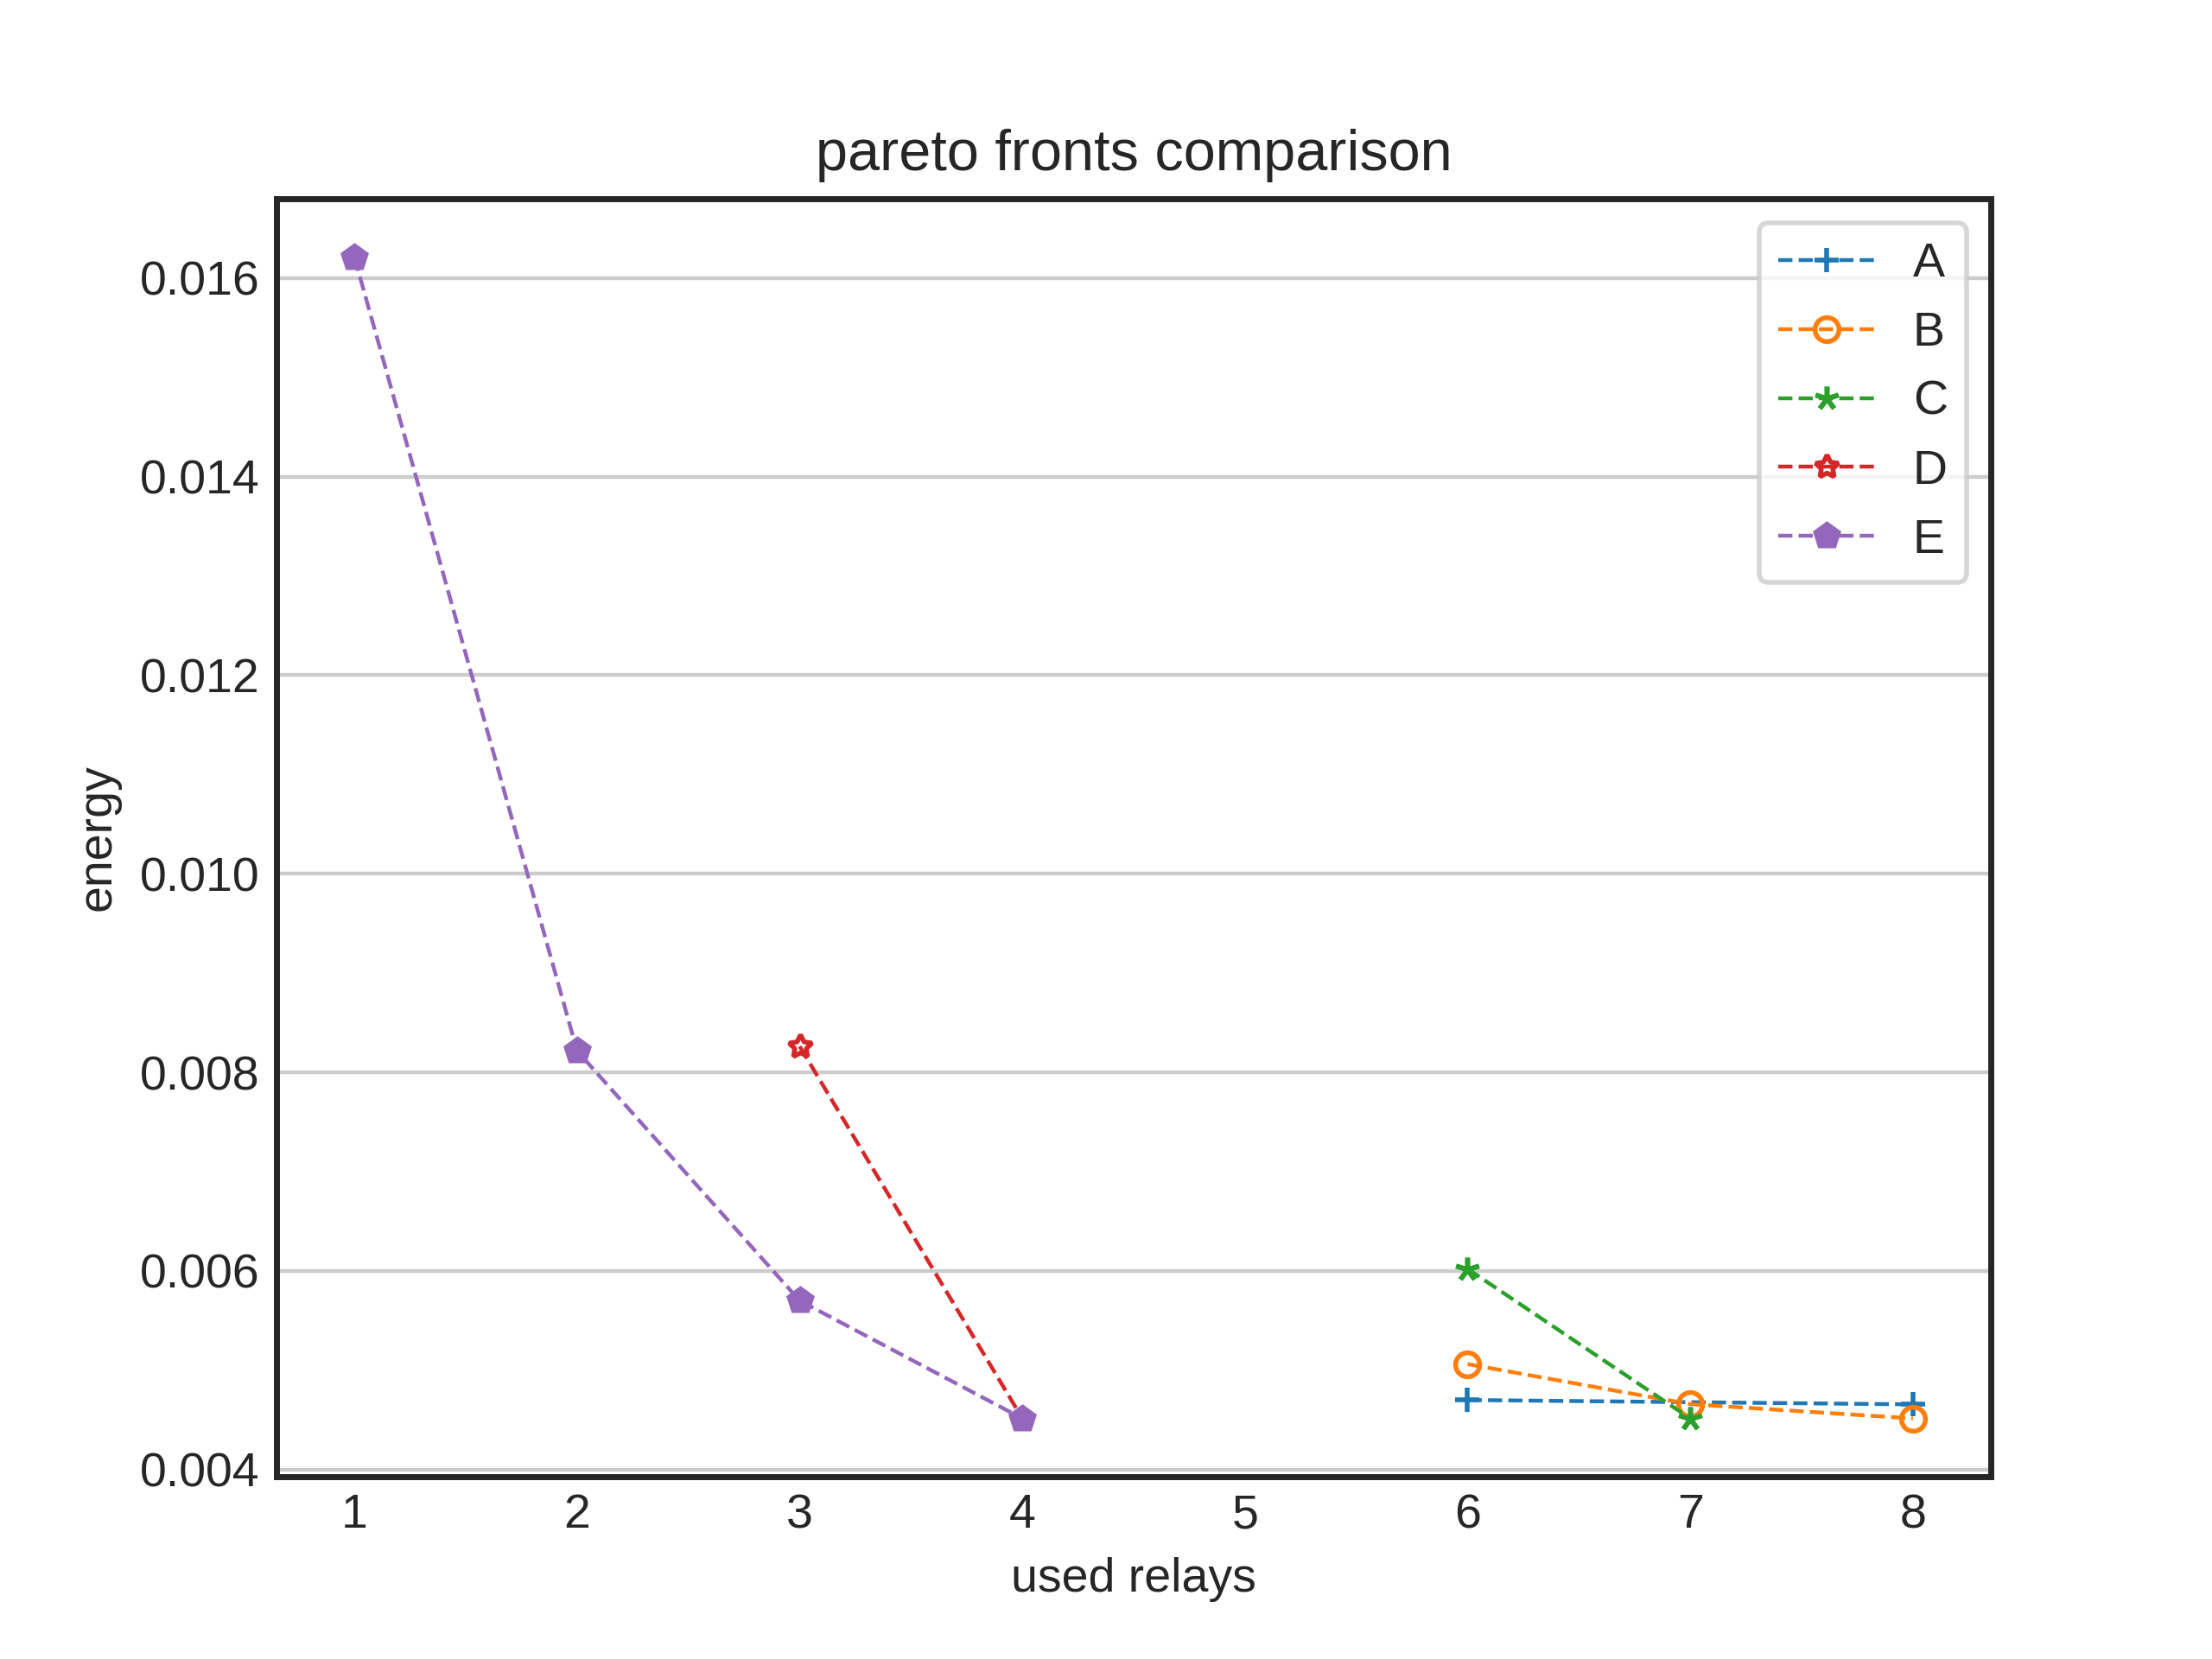 pareto fronts comparison
A
B
C
D
E
0.016
0.014
0.012
0.010
0.008
0.006
0.004
energy
1 2 3 4 5 6 7 8
used relays